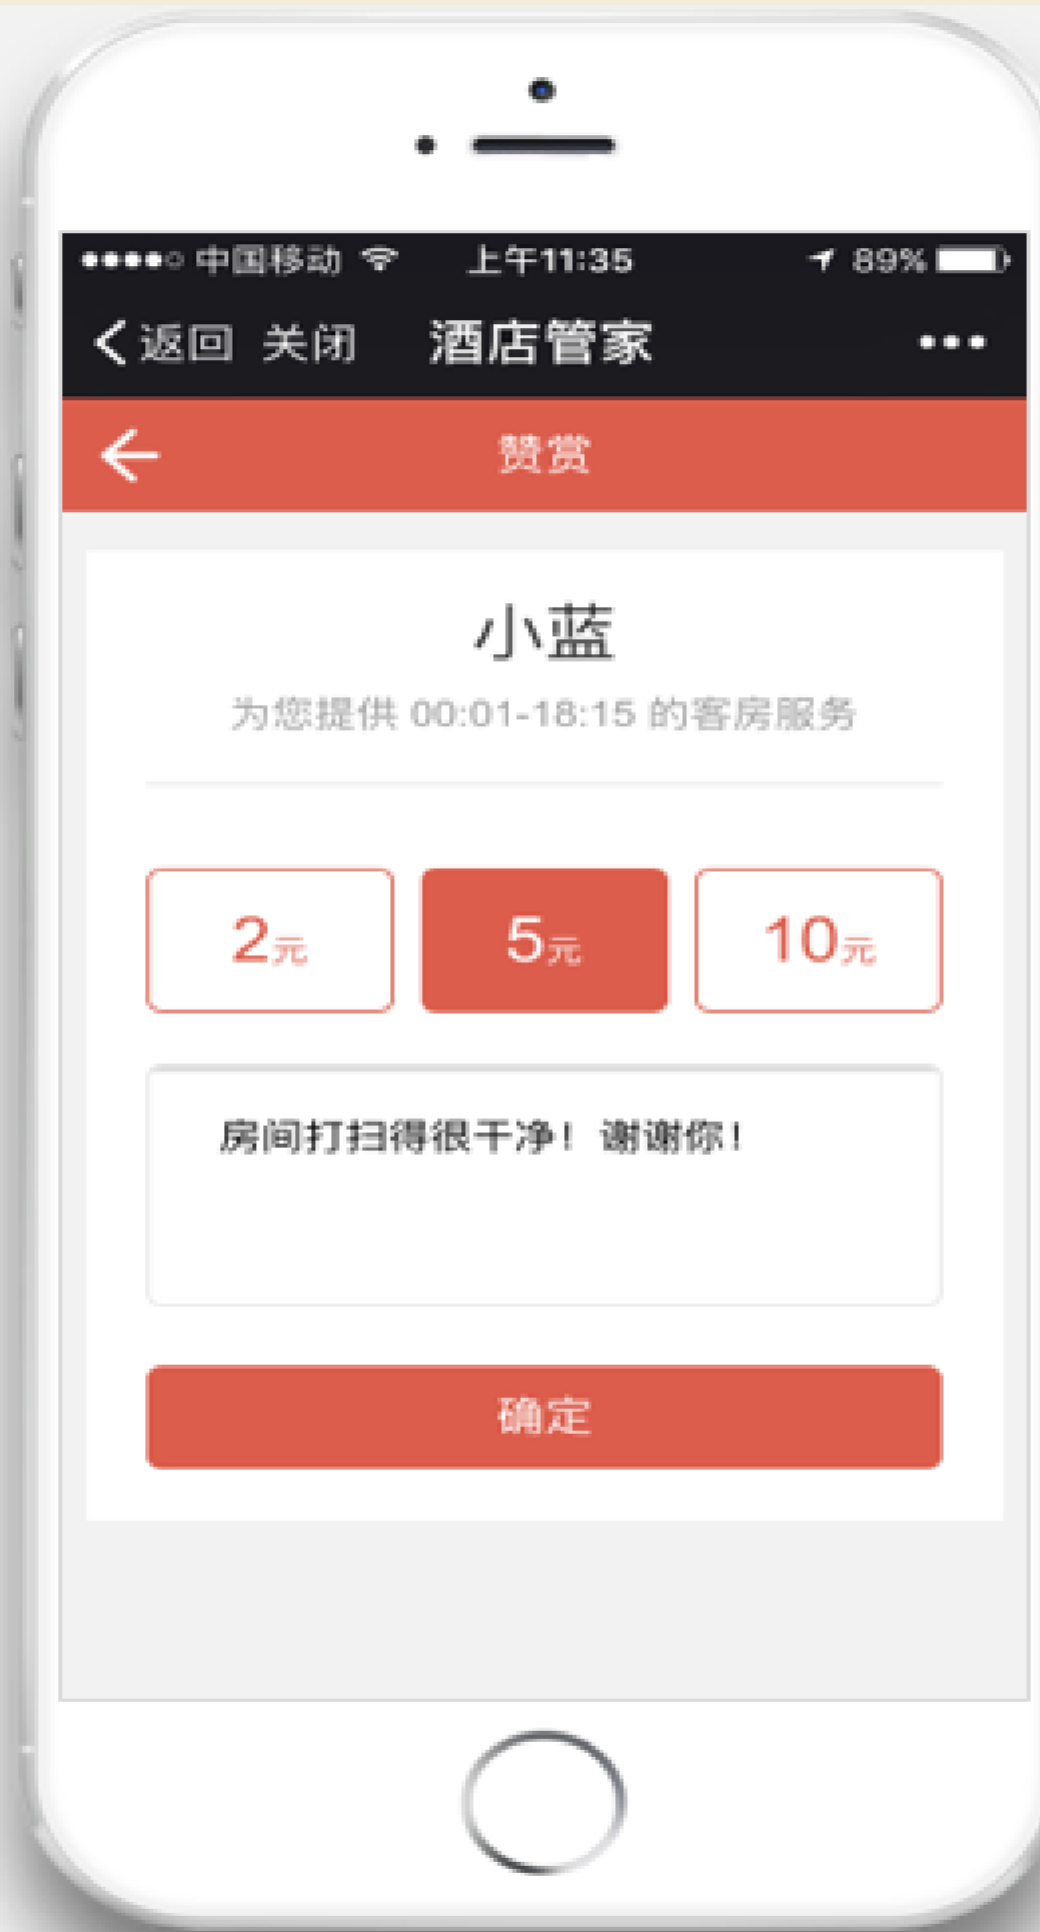 中国移动 上午11:35 89%
返回 关闭 酒店管家
赞赏
小蓝
为您提供 00:01-18:15 的客房服务
2元 5元 10元
房间打扫得很干净！谢谢你！
确定